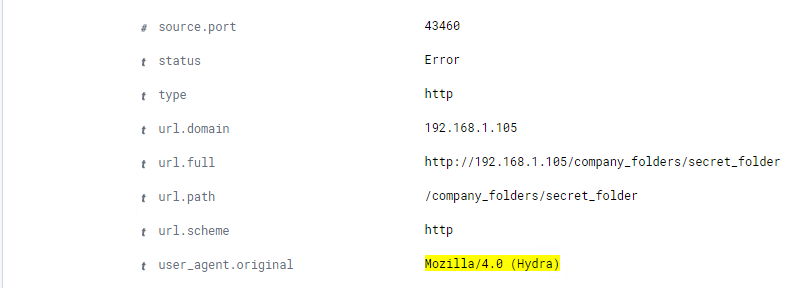 # source.port 43460
t status Error
t type http
t url.domain 192.168.1.105
t url.full http://192.168.1.105/company_folders/secret_folder
t url.path /company_folders/secret_folder
t url.scheme http
t user_agent.original Mozilla/4.0 (Hydra)